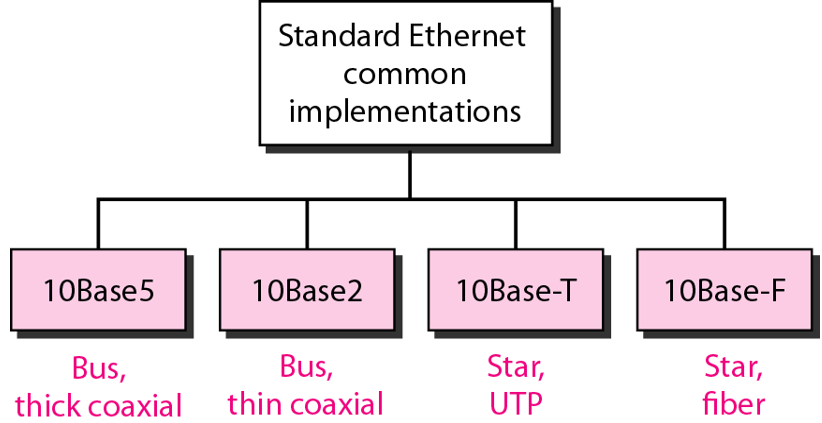 Standard Ethernet
common
implementations
10Base5
10Base2
10Base-T
10Base-F
Bus,
thick coaxial
Bus,
thin coaxial
Star,
UTP
Star,
fiber